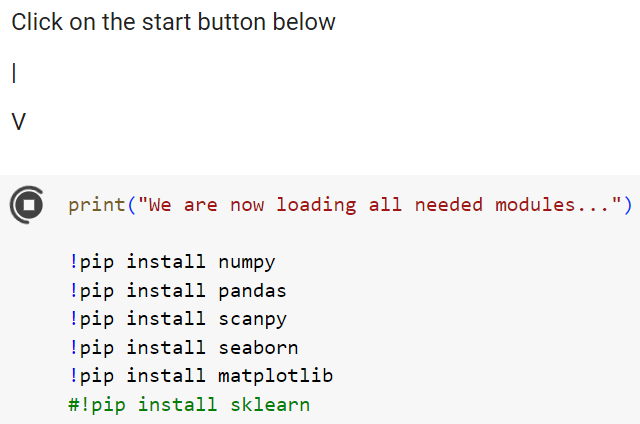 Click on the start button below
|
V
print("We are now loading all needed modules...")
!pip install numpy
!pip install pandas
!pip install scanpy
!pip install seaborn
!pip install matplotlib
#!pip install sklearn